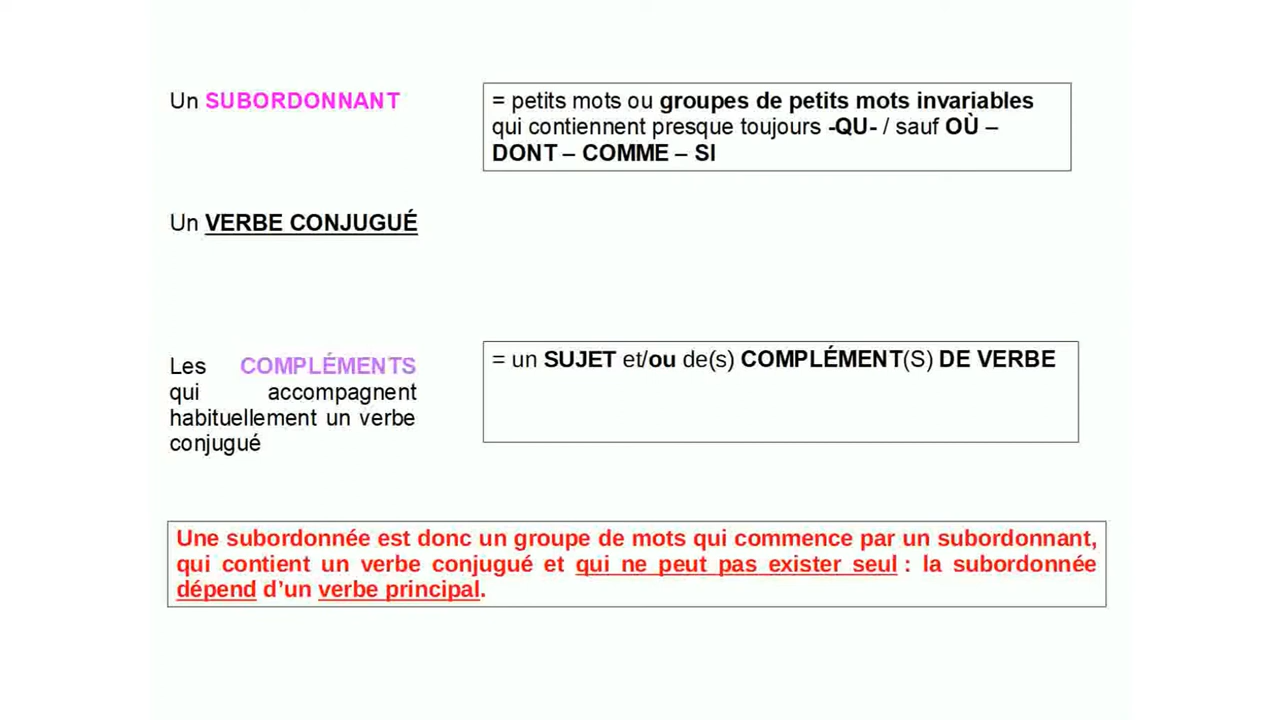 Un SUBORDONNANT
= petits mots ou groupes de petits mots invariables
qui contiennent presque toujours -QU- / sauf OÙ –
DONT – COMME – SI
Un VERBE CONJUGUÉ
Les COMPLÉMENTS
qui accompagnent
habituellement un verbe
conjugué
= un SUJET et/ou de(s) COMPLÉMENT(S) DE VERBE
Une subordonnée est donc un groupe de mots qui commence par un subordonnant,
qui contient un verbe conjugué et qui ne peut pas exister seul : la subordonnée
dépend d’un verbe principal.